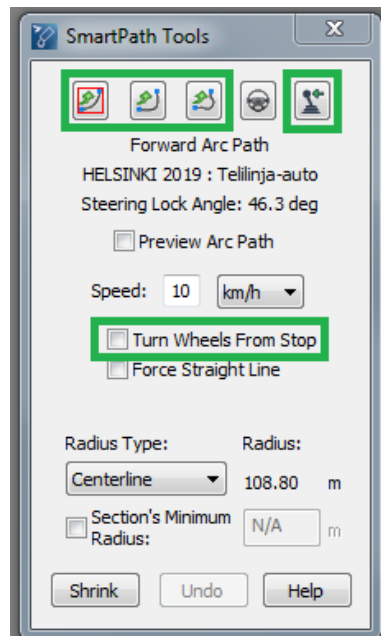 SmartPath Tools
Forward Arc Path
HELSINKI 2019 : Telilinja-auto
Steering Lock Angle: 46.3 deg
Preview Arc Path
Speed: 10 km/h
Turn Wheels From Stop
Force Straight Line
Radius Type: Radius:
Centerline 108.80 m
Section's Minimum
Radius: N/A m
Shrink Undo Help